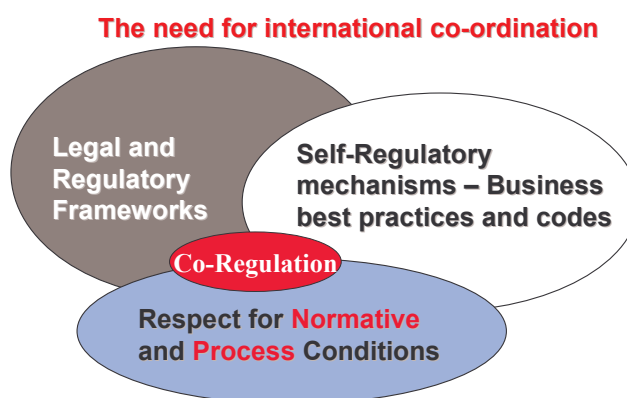 The need for international co-ordination
Legal and
Regulatory
Frameworks
Self-Regulatory
mechanisms – Business
best practices and codes
Co-Regulation
Respect for Normative
and Process Conditions